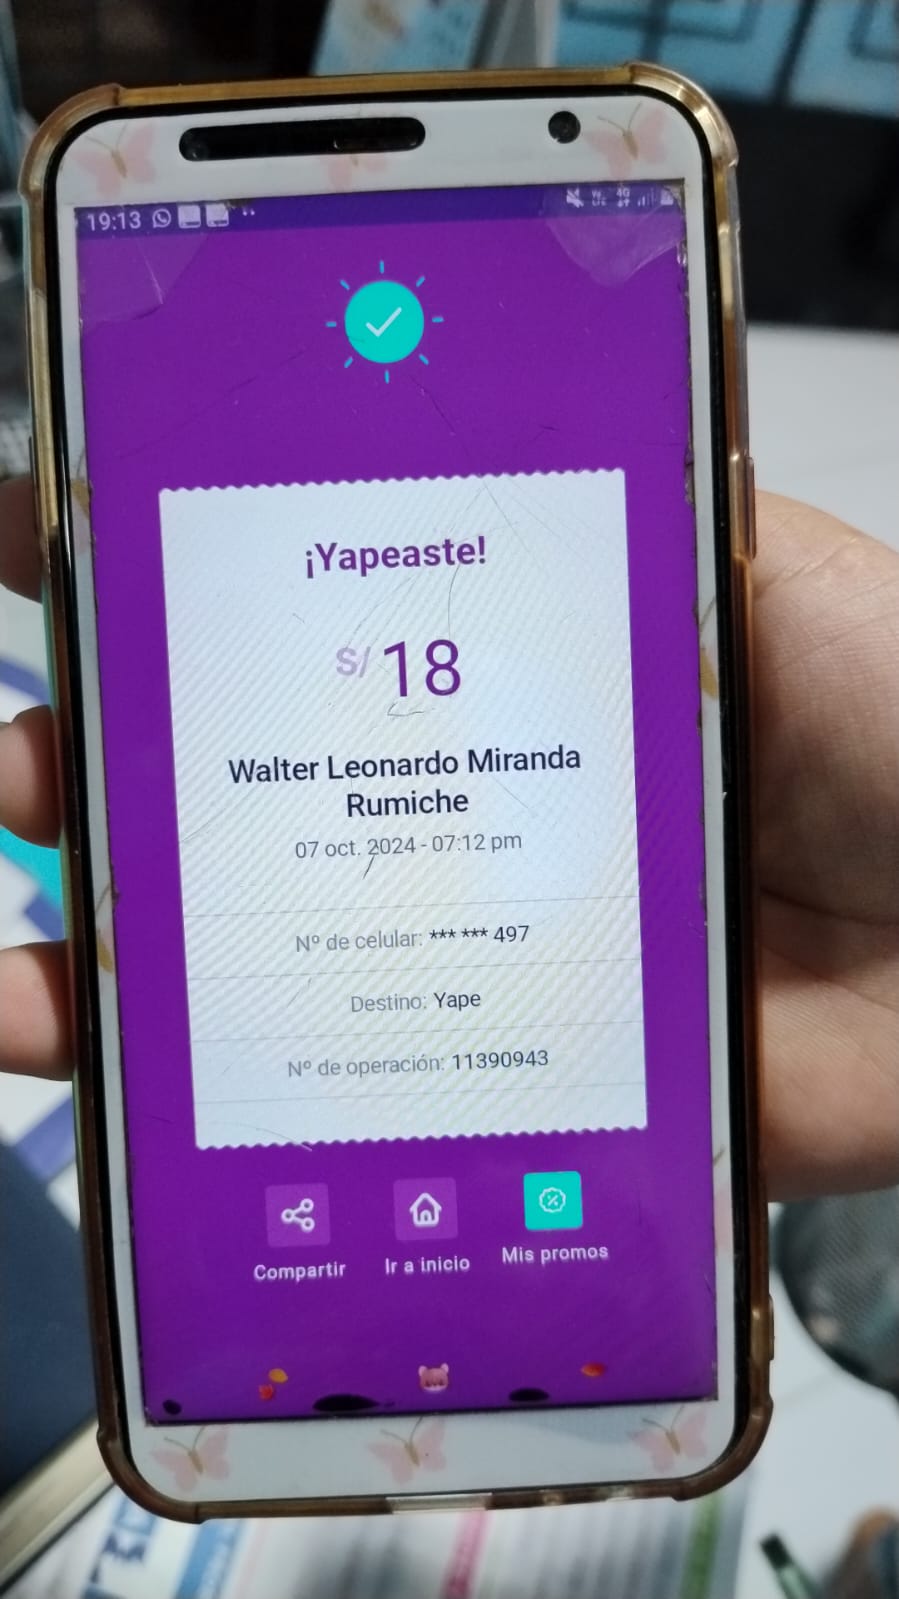 19:13
4G
¡Yapeaste!
S/ 18
Walter Leonardo Miranda
Rumiche
07 oct. 2024 - 07:12 pm
Nº de celular: *** *** 497
Destino: Yape
Nº de operación: 11390943
Compartir
Ir a inicio
Mis promos